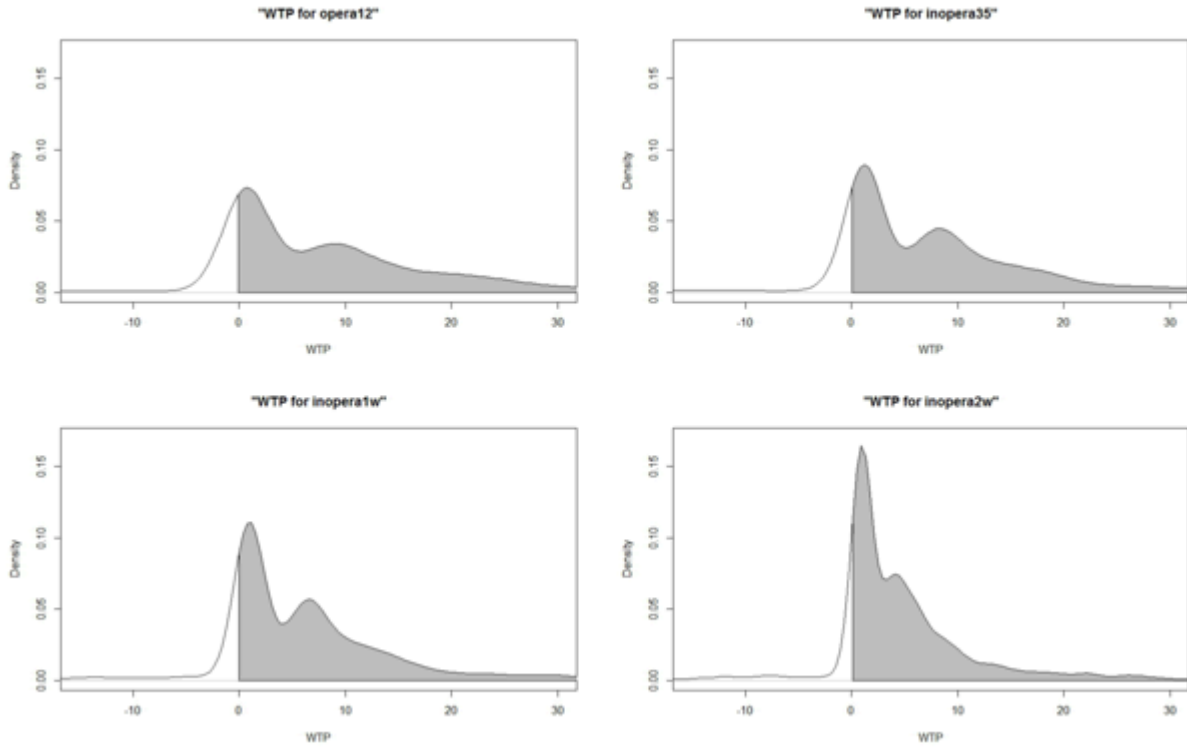 "WTP for opera12"
Density
0.00 0.05 0.10 0.15
-10 0 10 20 30
WTP
"WTP for inopera35"
Density
0.00 0.05 0.10 0.15
-10 0 10 20 30
WTP
"WTP for inopera1w"
Density
0.00 0.05 0.10 0.15
-10 0 10 20 30
WTP
"WTP for inopera2w"
Density
0.00 0.05 0.10 0.15
-10 0 10 20 30
WTP